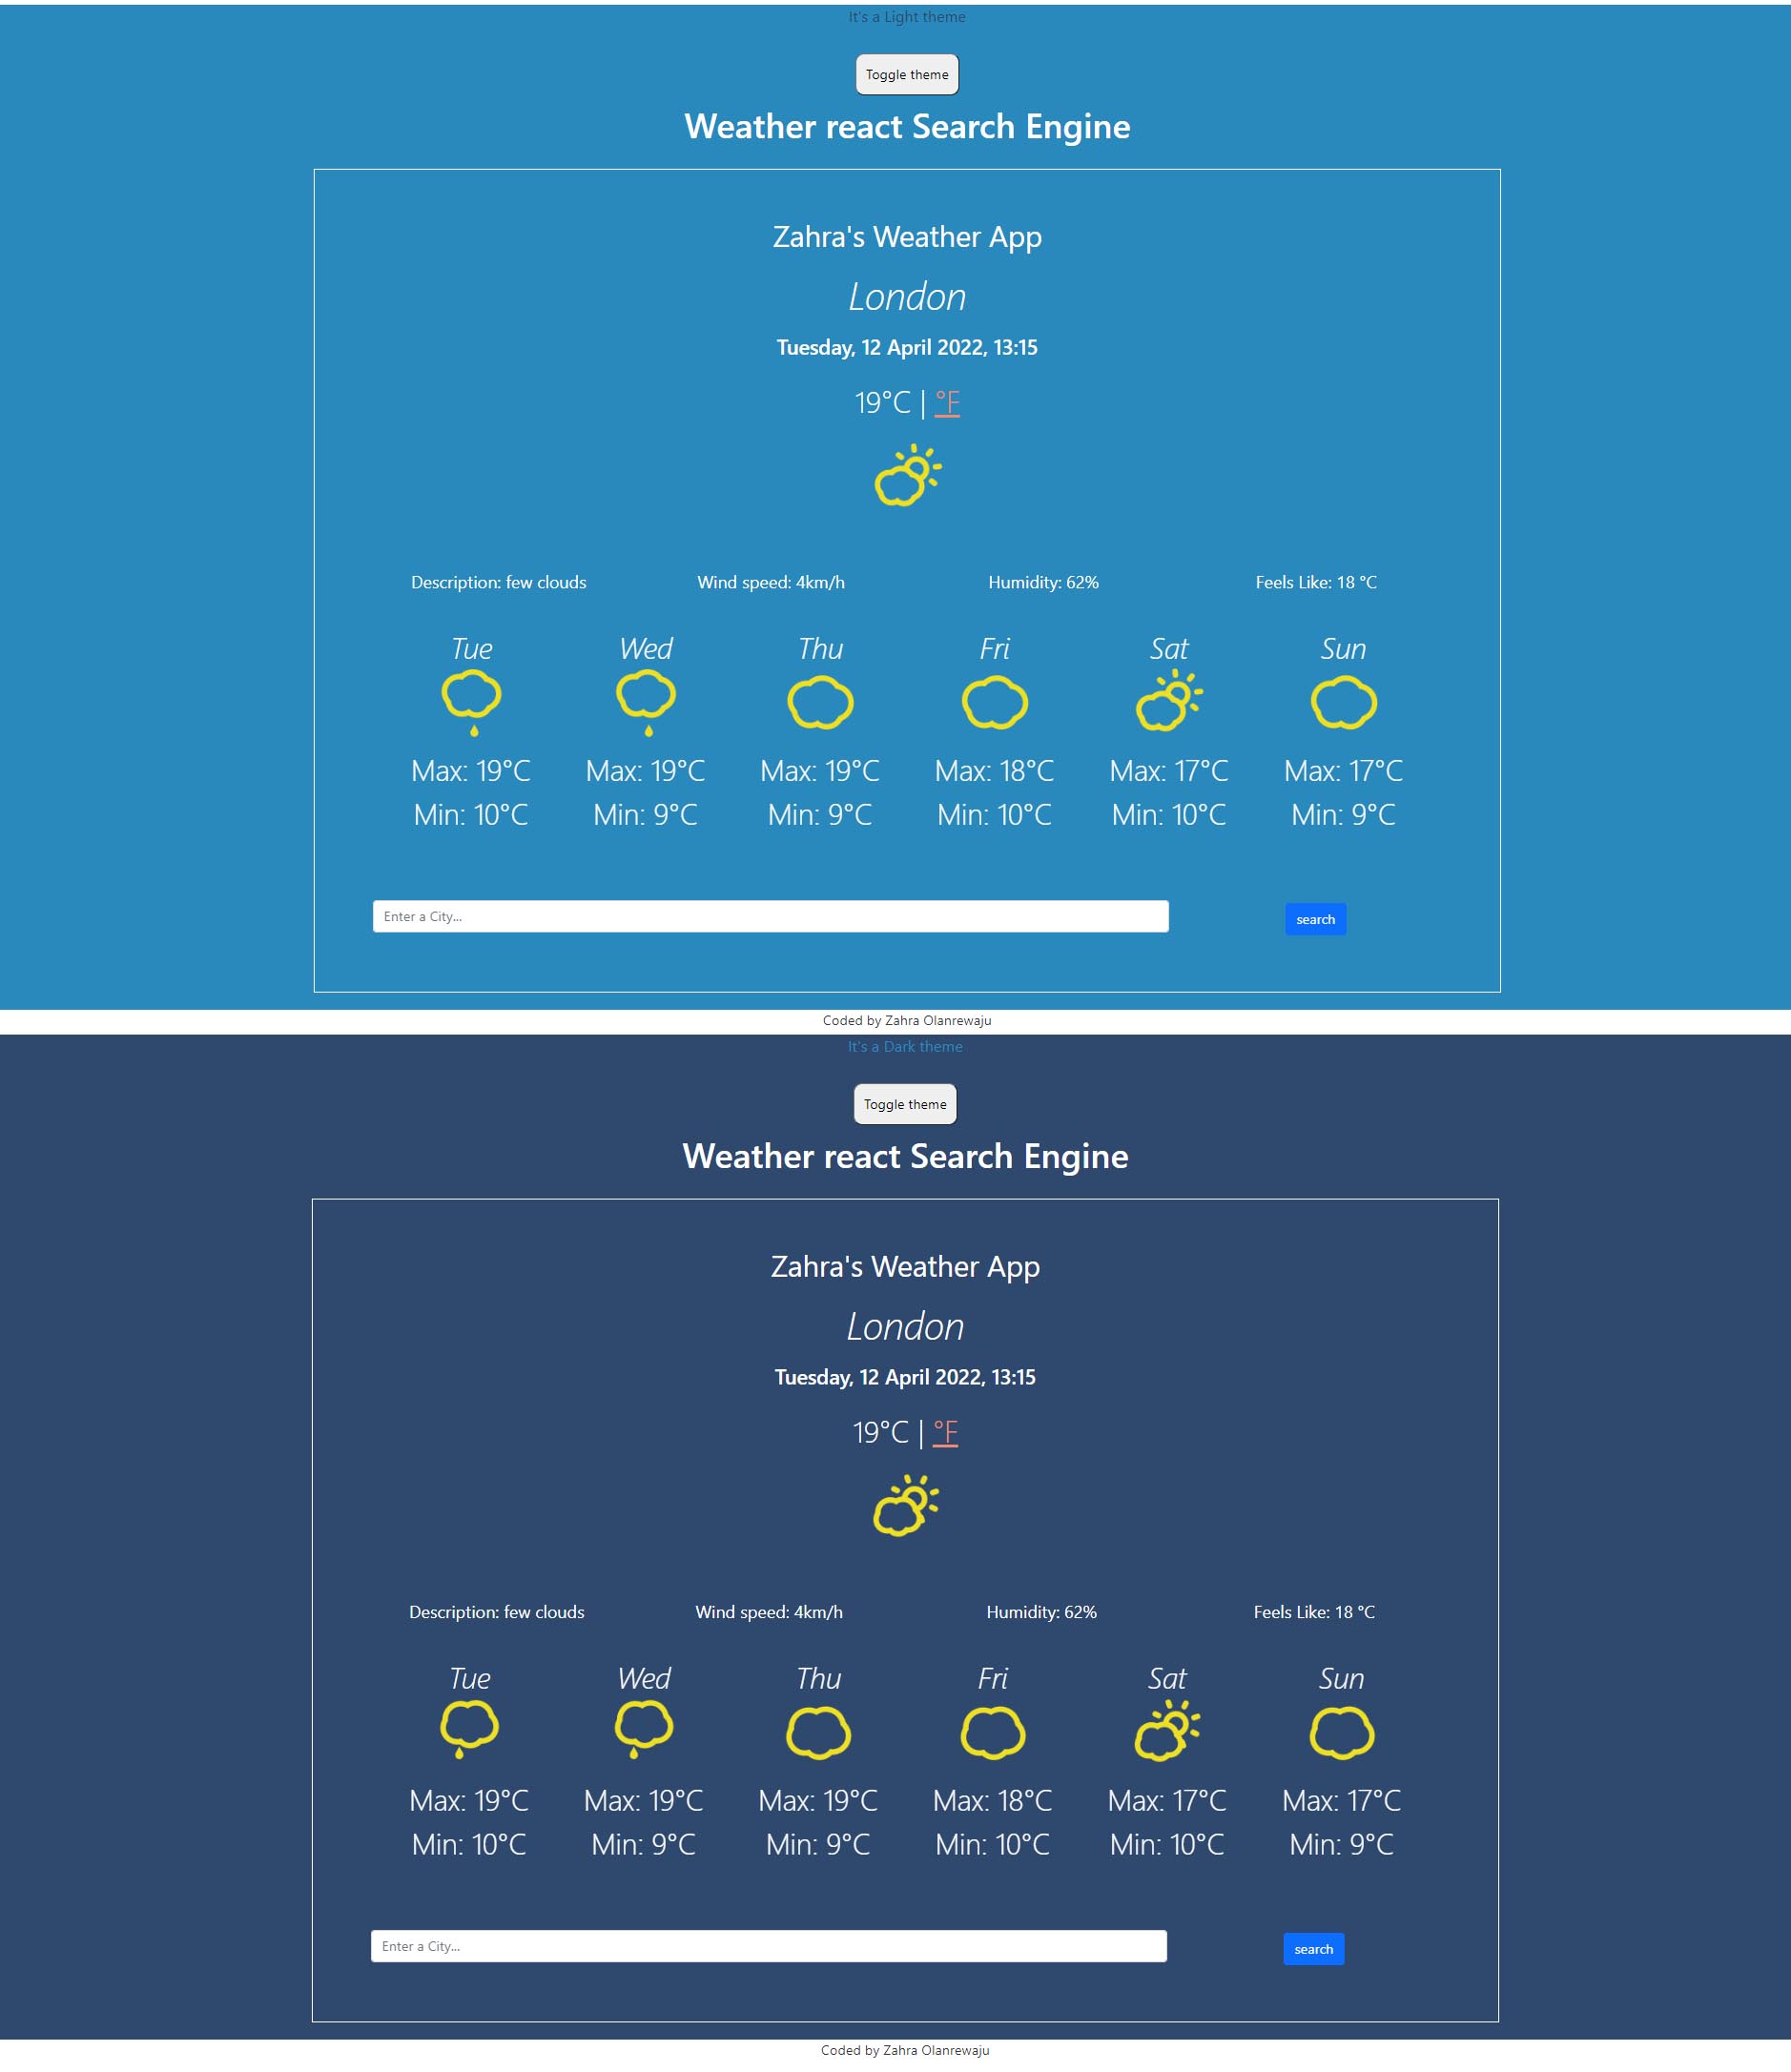 It's a Light theme
Toggle theme
Weather react Search Engine
Zahra's Weather App
London
Tuesday, 12 April 2022, 13:15
19°C | °F
Description: few clouds Wind speed: 4km/h Humidity: 62% Feels Like: 18 °C
Tue Wed Thu Fri Sat Sun
Max: 19°C Max: 19°C Max: 19°C Max: 18°C Max: 17°C Max: 17°C
Min: 10°C Min: 9°C Min: 9°C Min: 10°C Min: 10°C Min: 9°C
Enter a City... search
Coded by Zahra Olanrewaju
It's a Dark theme
Toggle theme
Weather react Search Engine
Zahra's Weather App
London
Tuesday, 12 April 2022, 13:15
19°C | °F
Description: few clouds Wind speed: 4km/h Humidity: 62% Feels Like: 18 °C
Tue Wed Thu Fri Sat Sun
Max: 19°C Max: 19°C Max: 19°C Max: 18°C Max: 17°C Max: 17°C
Min: 10°C Min: 9°C Min: 9°C Min: 10°C Min: 10°C Min: 9°C
Enter a City... search
Coded by Zahra Olanrewaju